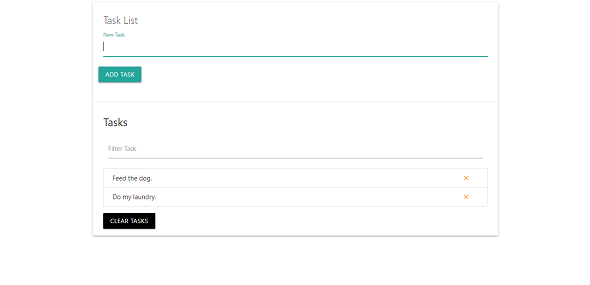 Task List
New Task
ADD TASK
Tasks
Filter Task
Feed the dog.
Do my laundry.
CLEAR TASKS